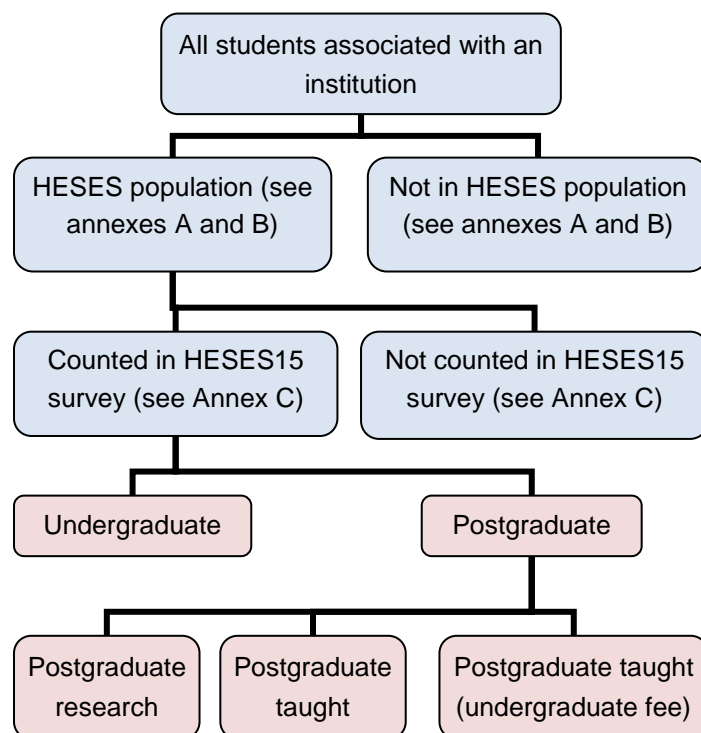 All students associated with an
institution
HESES population (see
annexes A and B)
Not in HESES population
(see annexes A and B)
Counted in HESES15
survey (see Annex C)
Not counted in HESES15
survey (see Annex C)
Undergraduate
Postgraduate
Postgraduate
research
Postgraduate
taught
Postgraduate taught
(undergraduate fee)